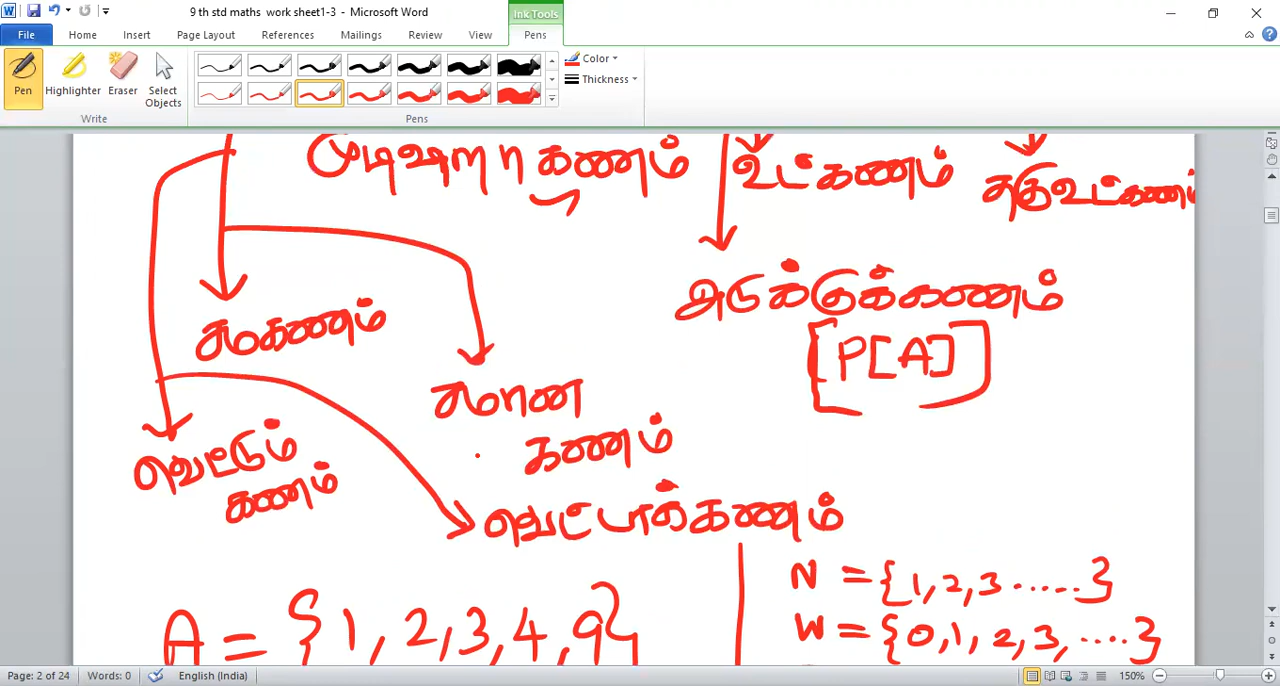 9 th std maths work sheet1-3 - Microsoft Word
Ink Tools
File Home Insert Page Layout References Mailings Review View Pens
Pen Highlighter Eraser Select Objects
Color
Thickness
Write
Pens
கணம் உட்கணம் தகுஉட்கணம்
அடுக்குக்கணம்
சமகணம்
[P[A]]
சமான
கணம்
வெட்டும்
கணம்
வெட்டாக்கணம்
N = {1, 2, 3 .....}
A = {1, 2, 3, 4, 9}
W = {0, 1, 2, 3, ....}
Page: 2 of 24 Words: 0 English (India) 150%